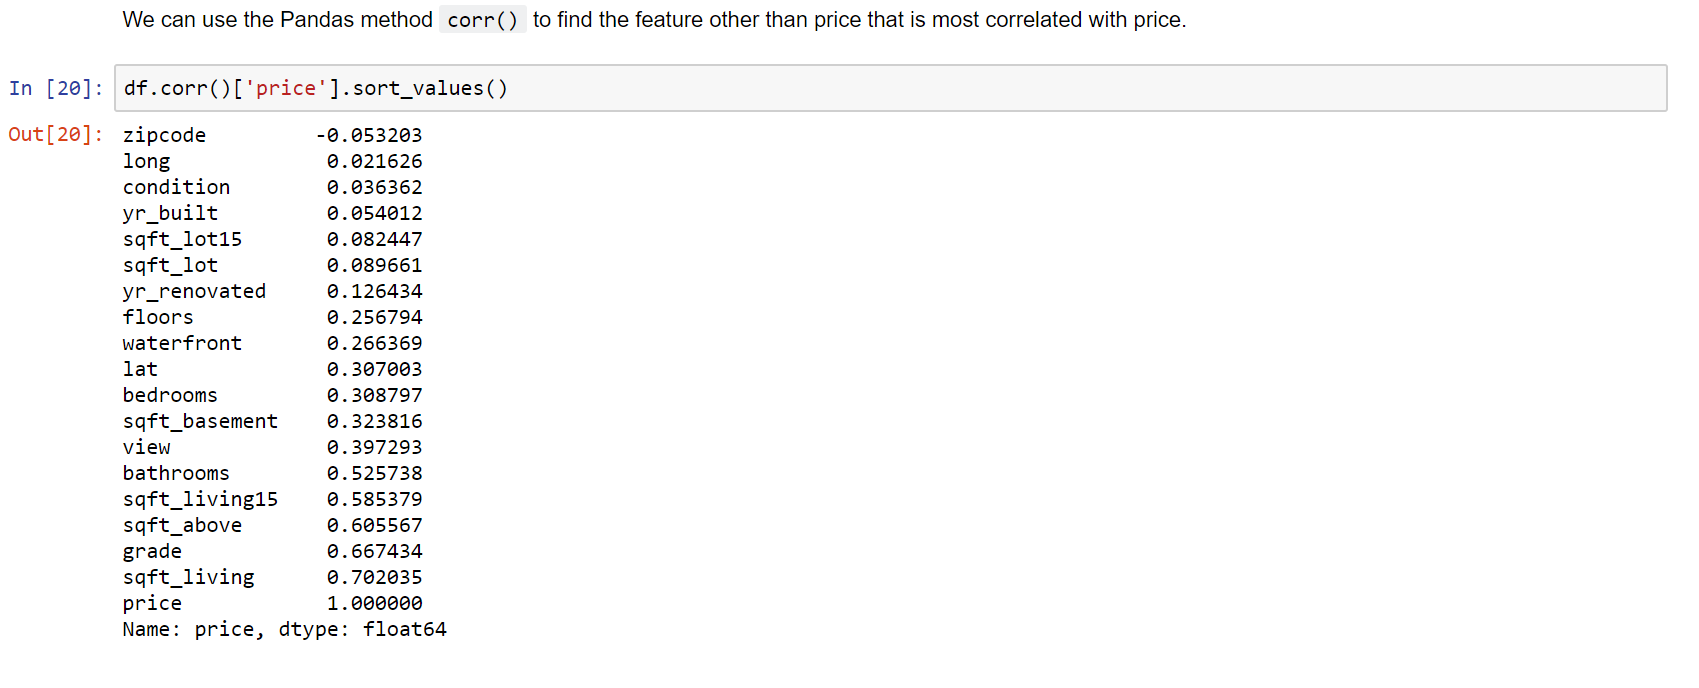 We can use the Pandas method corr() to find the feature other than price that is most correlated with price.
In [20]: df.corr()['price'].sort_values()
Out[20]: zipcode -0.053203
long 0.021626
condition 0.036362
yr_built 0.054012
sqft_lot15 0.082447
sqft_lot 0.089661
yr_renovated 0.126434
floors 0.256794
waterfront 0.266369
lat 0.307003
bedrooms 0.308797
sqft_basement 0.323816
view 0.397293
bathrooms 0.525738
sqft_living15 0.585379
sqft_above 0.605567
grade 0.667434
sqft_living 0.702035
price 1.000000
Name: price, dtype: float64